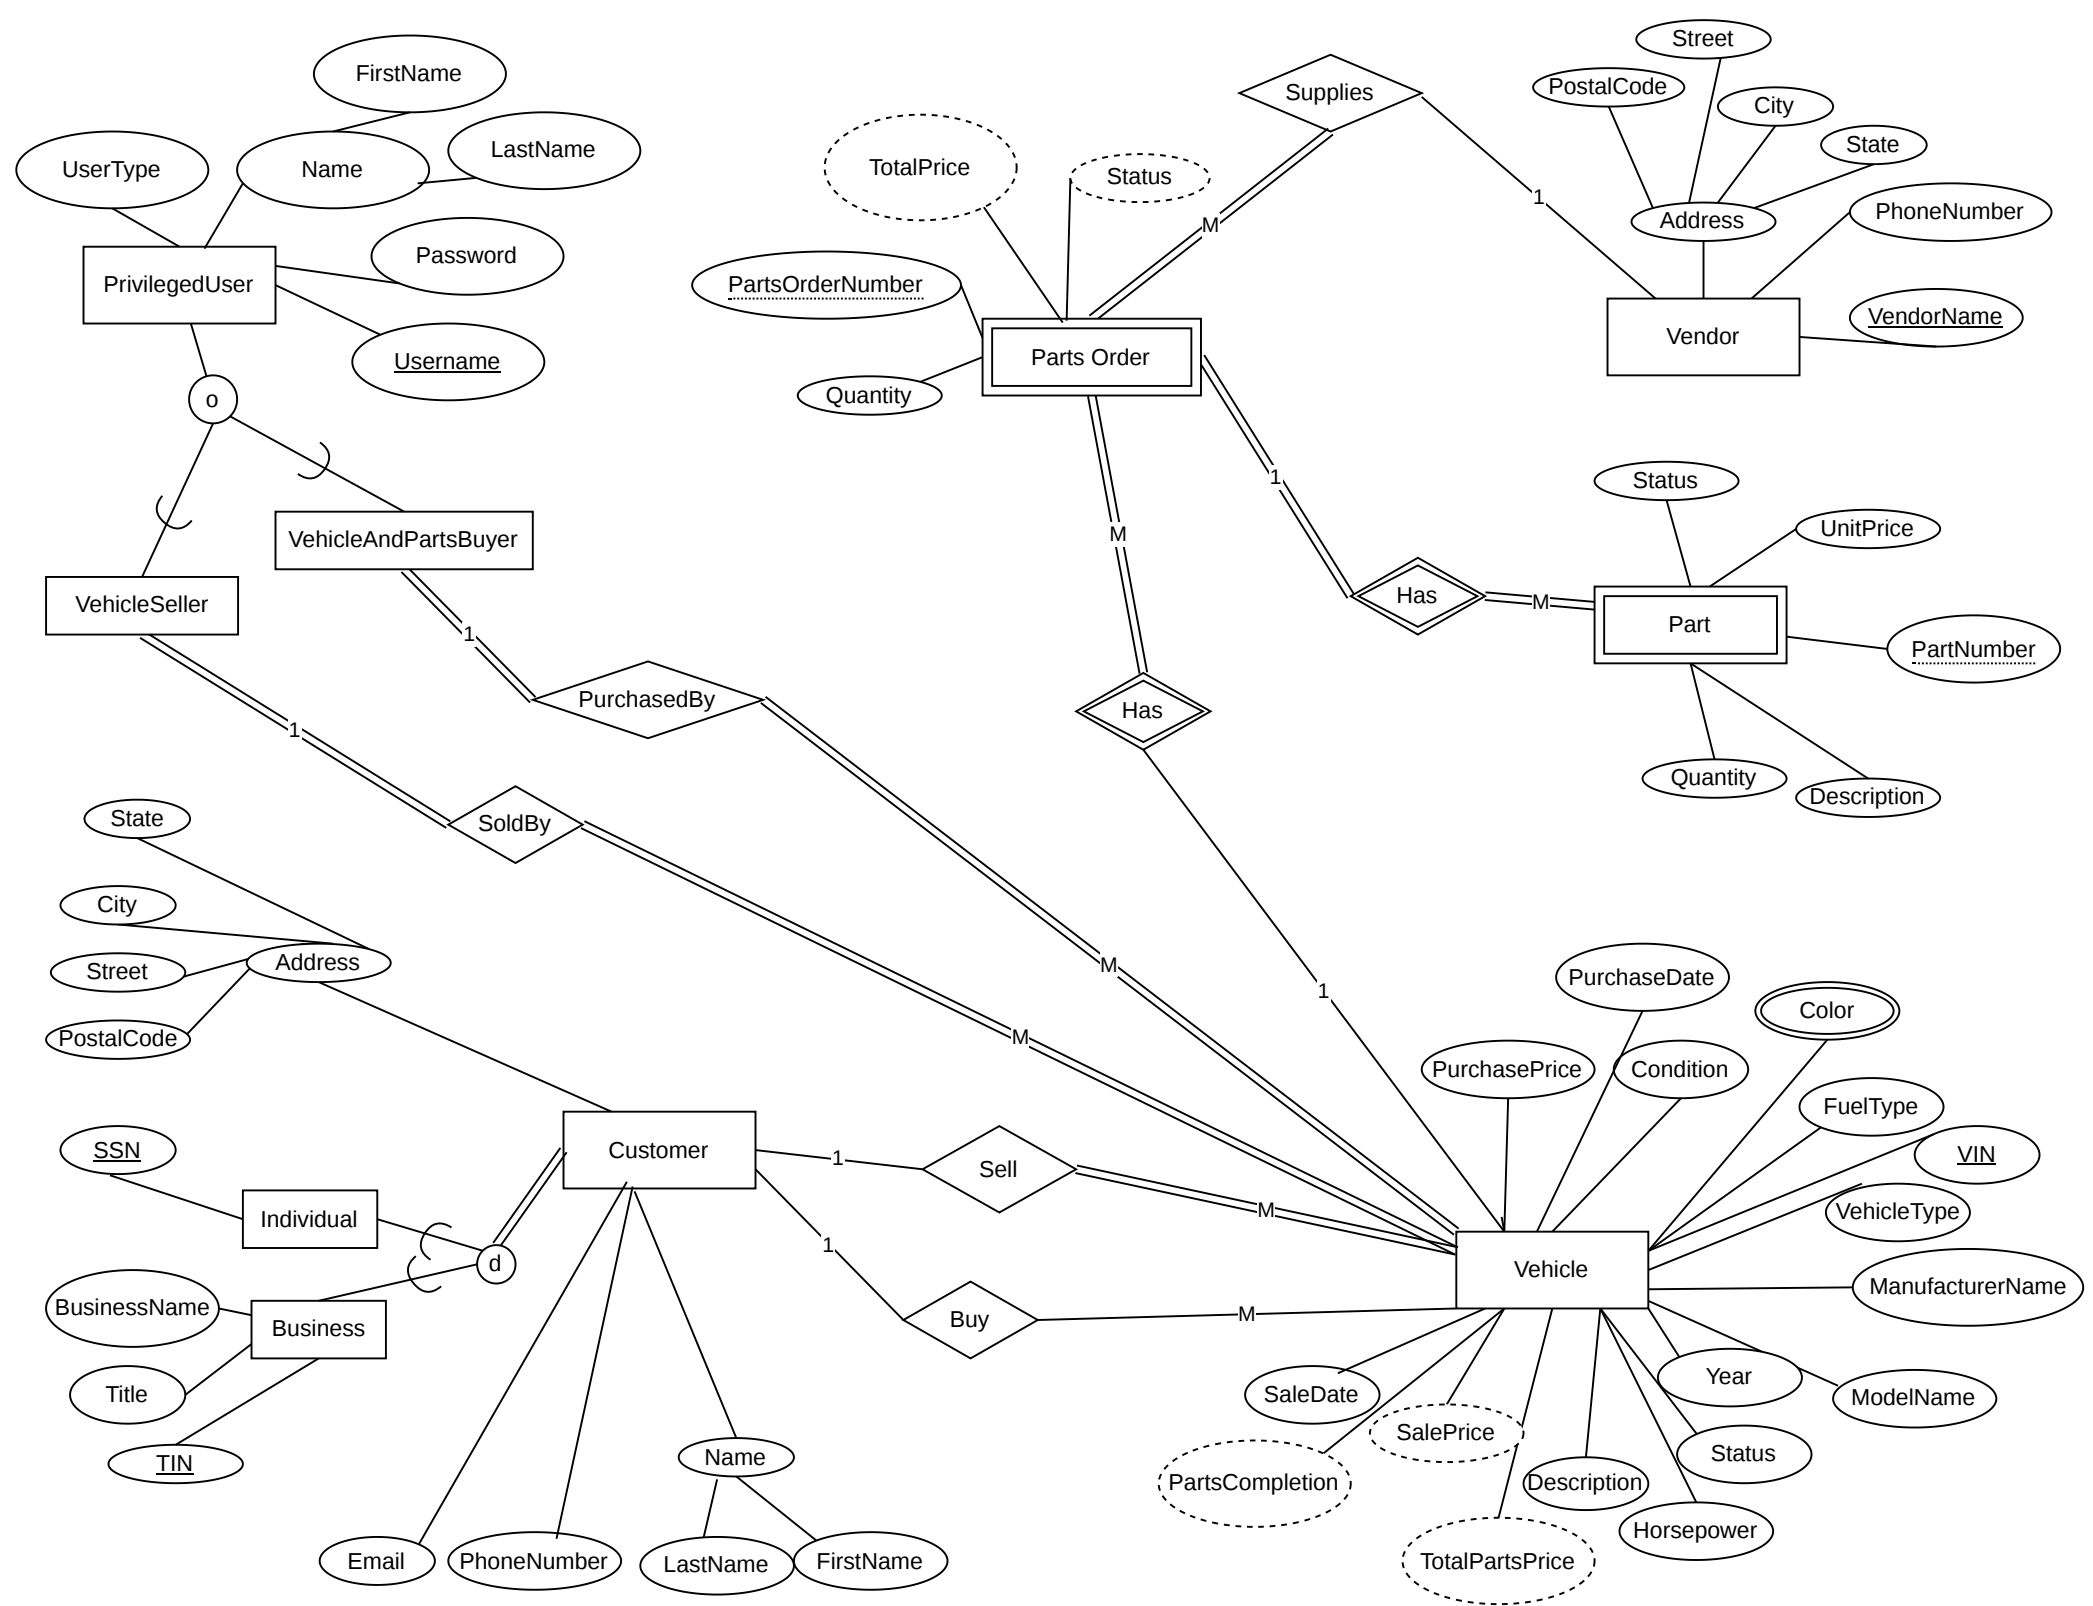 FirstName
UserType
Name
LastName
Password
PrivilegedUser
Username
o
VehicleAndPartsBuyer
VehicleSeller
1
1
PurchasedBy
SoldBy
M
M
Supplies
TotalPrice
Status
M
1
PartsOrderNumber
Parts Order
Quantity
M
1
Has
M
Has
1
Street
PostalCode
City
State
Address
PhoneNumber
VendorName
Vendor
Status
UnitPrice
Part
PartNumber
Quantity
Description
State
City
Address
Street
PostalCode
SSN
Individual
Customer
d
BusinessName
Business
Title
TIN
1
Sell
M
1
Buy
M
Name
Email
PhoneNumber
LastName
FirstName
PurchaseDate
Color
PurchasePrice
Condition
FuelType
VIN
VehicleType
Vehicle
ManufacturerName
Year
ModelName
SaleDate
SalePrice
Status
PartsCompletion
Description
Horsepower
TotalPartsPrice